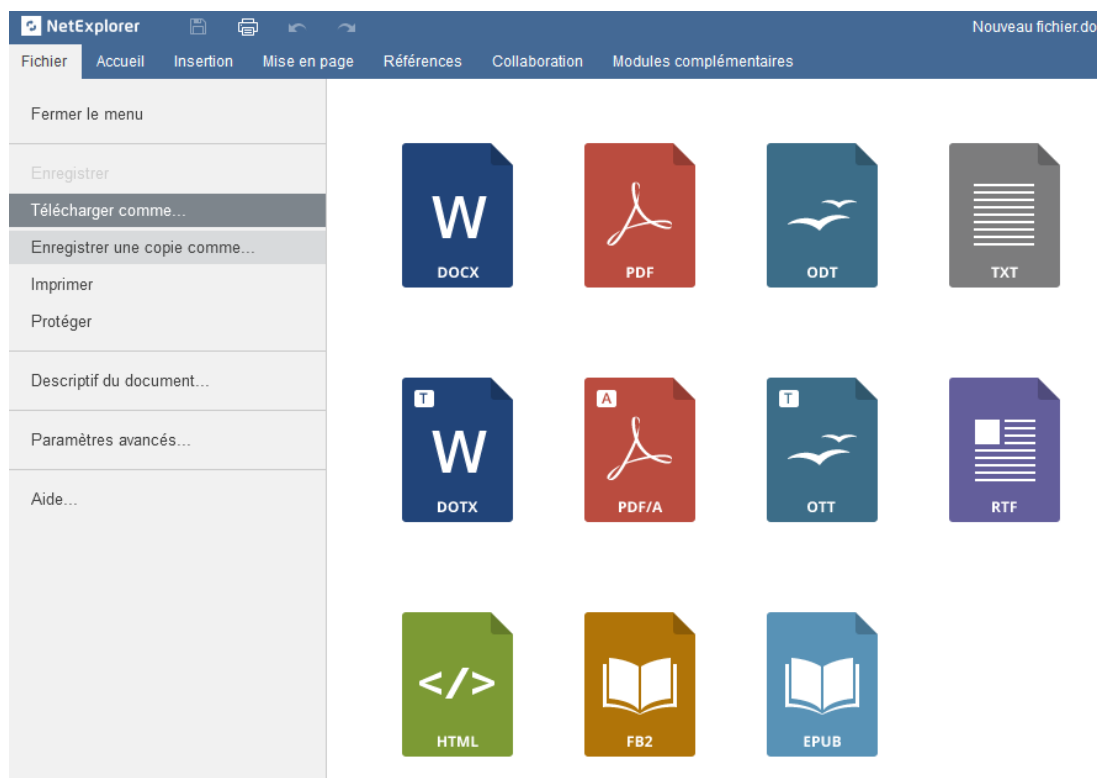 NetExplorer
Nouveau fichier.do
Fichier Accueil Insertion Mise en page Références Collaboration Modules complémentaires
Fermer le menu
Enregistrer
Télécharger comme...
Enregistrer une copie comme...
Imprimer
Protéger
Descriptif du document...
Paramètres avancés...
Aide...
W W
DOCX PDF ODT TXT
T A T
DOTX PDF/A OTT RTF
</>
HTML FB2 EPUB